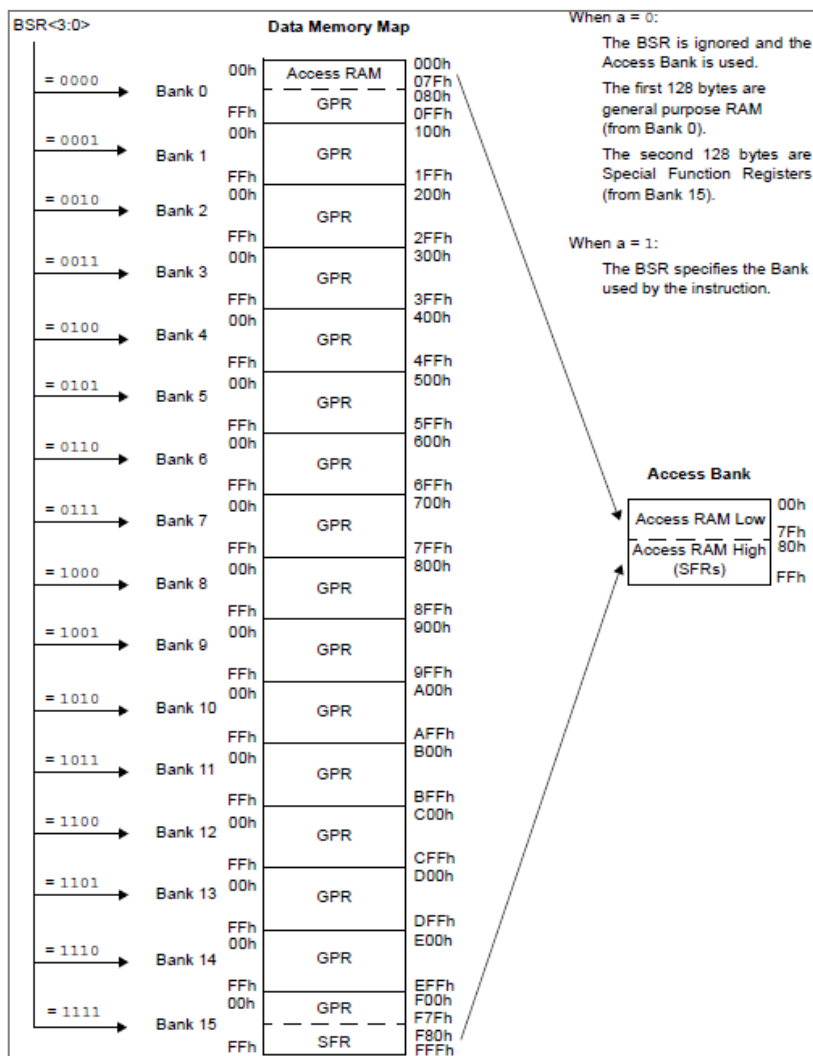 BSR<3:0>
Data Memory Map
When a = 0:
The BSR is ignored and the
Access Bank is used.
The first 128 bytes are
general purpose RAM
(from Bank 0).
The second 128 bytes are
Special Function Registers
(from Bank 15).
When a = 1:
The BSR specifies the Bank
used by the instruction.
= 0000
Bank 0
00h
Access RAM
000h
07Fh
080h
GPR
FFh
0FFh
= 0001
Bank 1
00h
GPR
100h
FFh
1FFh
= 0010
Bank 2
00h
GPR
200h
FFh
2FFh
= 0011
Bank 3
00h
GPR
300h
FFh
3FFh
= 0100
Bank 4
00h
GPR
400h
FFh
4FFh
= 0101
Bank 5
00h
GPR
500h
FFh
5FFh
= 0110
Bank 6
00h
GPR
600h
FFh
6FFh
= 0111
Bank 7
00h
GPR
700h
FFh
7FFh
= 1000
Bank 8
00h
GPR
800h
FFh
8FFh
= 1001
Bank 9
00h
GPR
900h
FFh
9FFh
= 1010
Bank 10
00h
GPR
A00h
FFh
AFFh
= 1011
Bank 11
00h
GPR
B00h
FFh
BFFh
= 1100
Bank 12
00h
GPR
C00h
FFh
CFFh
= 1101
Bank 13
00h
GPR
D00h
FFh
DFFh
= 1110
Bank 14
00h
GPR
E00h
FFh
EFFh
= 1111
Bank 15
00h
GPR
F00h
F7Fh
F80h
SFR
FFh
FFFh
Access Bank
Access RAM Low
00h
7Fh
Access RAM High
(SFRs)
80h
FFh